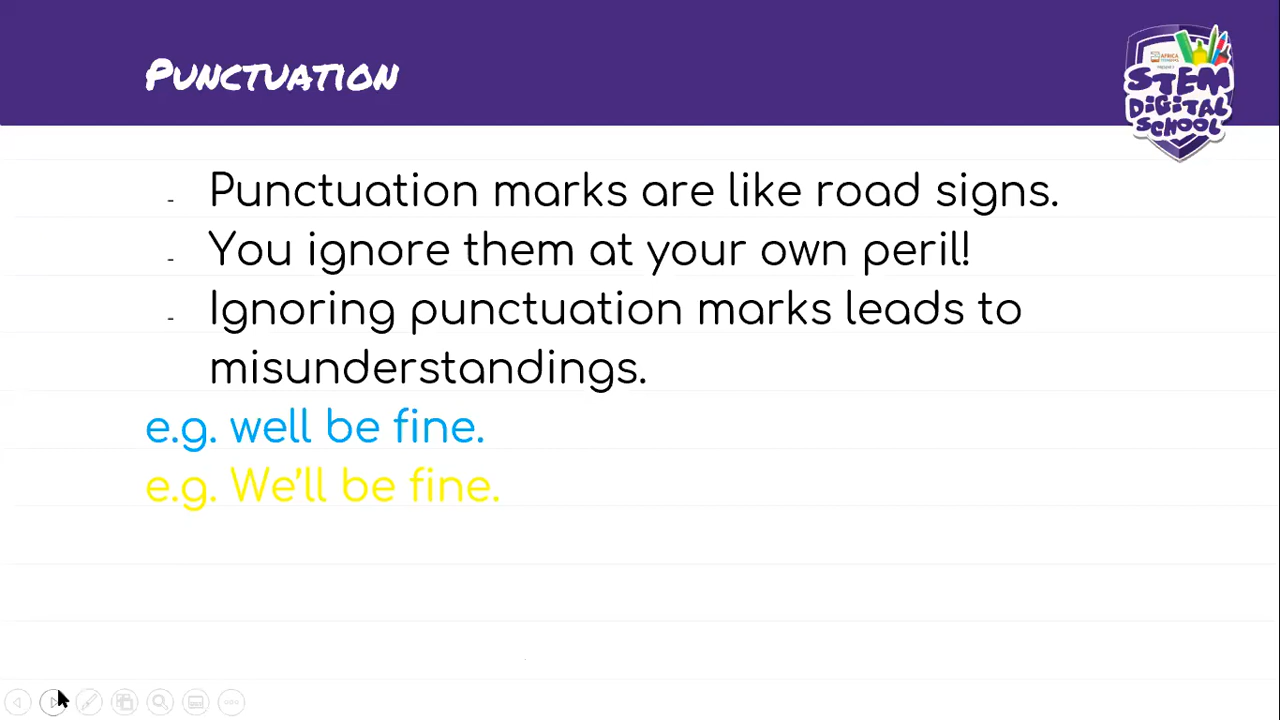 Punctuation
AFRICA
STEM
DIGITAL
SCHOOL
- Punctuation marks are like road signs.
- You ignore them at your own peril!
- Ignoring punctuation marks leads to
misunderstandings.
e.g. well be fine.
e.g. We’ll be fine.